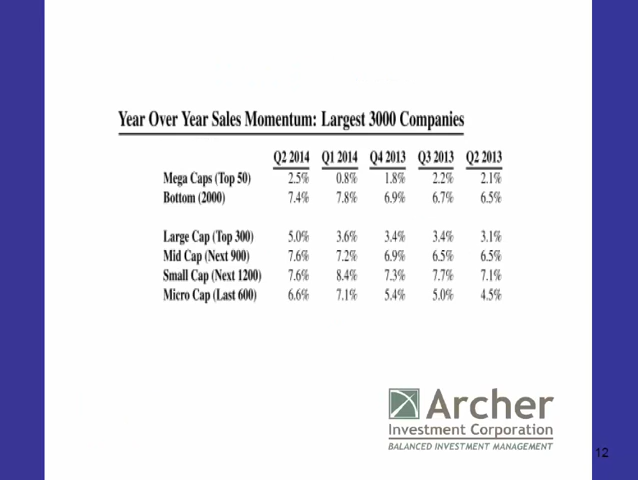 Year Over Year Sales Momentum: Largest 3000 Companies
Q2 2014 Q1 2014 Q4 2013 Q3 2013 Q2 2013
Mega Caps (Top 50) 2.5% 0.8% 1.8% 2.2% 2.1%
Bottom (2000) 7.4% 7.8% 6.9% 6.7% 6.5%
Large Cap (Top 300) 5.0% 3.6% 3.4% 3.4% 3.1%
Mid Cap (Next 900) 7.6% 7.2% 6.9% 6.5% 6.5%
Small Cap (Next 1200) 7.6% 8.4% 7.3% 7.7% 7.1%
Micro Cap (Last 600) 6.6% 7.1% 5.4% 5.0% 4.5%
Archer
Investment Corporation
BALANCED INVESTMENT MANAGEMENT
12